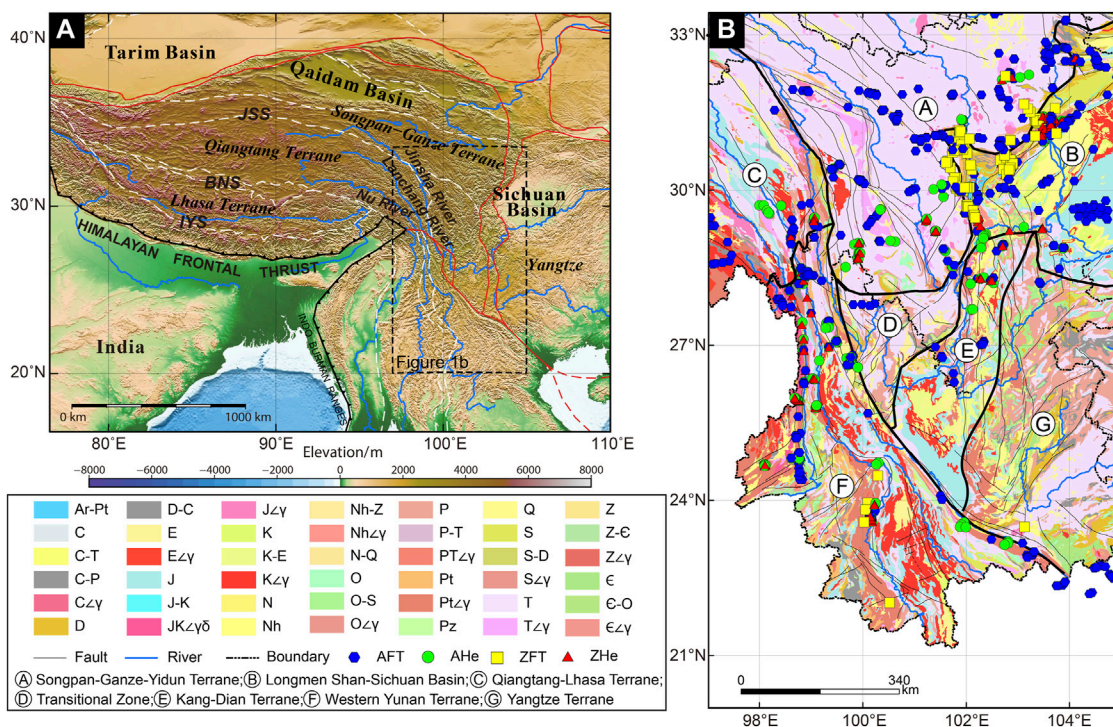 A
40°N
30°N
20°N
Tarim Basin
Qaidam Basin
JSS
Songpan-Ganze Terrane
Qiangtang Terrane
Jinsha River
Lancang River
BNS
Nu River
Lhasa Terrane
IYS
Sichuan
Basin
HIMALAYAN FRONTAL THRUST
Yangtze
India
INDO-BURMAN RANGES
Figure 1b
0 km 1000 km
80°E 90°E 100°E 110°E
Elevation/m
-8000 -6000 -4000 -2000 0 2000 4000 6000 8000
Ar-Pt D-C J∠γ Nh-Z P Q Z
C E K Nh∠γ P-T S Z-Є
C-T E∠γ K-E N-Q PT∠γ S-D Z∠γ
C-P J K∠γ O Pt S∠γ Є
C∠γ J-K N O-S Pt∠γ T Є-O
D JK∠γδ Nh O∠γ Pz T∠γ Є∠γ
Fault River Boundary AFT AHe ZFT ZHe
A Songpan-Ganze-Yidun Terrane; B Longmen Shan-Sichuan Basin; C Qiangtang-Lhasa Terrane;
D Transitional Zone; E Kang-Dian Terrane; F Western Yunan Terrane; G Yangtze Terrane
B
33°N
30°N
27°N
24°N
21°N
A
B
C
D
E
F
G
0 340
km
98°E 100°E 102°E 104°E